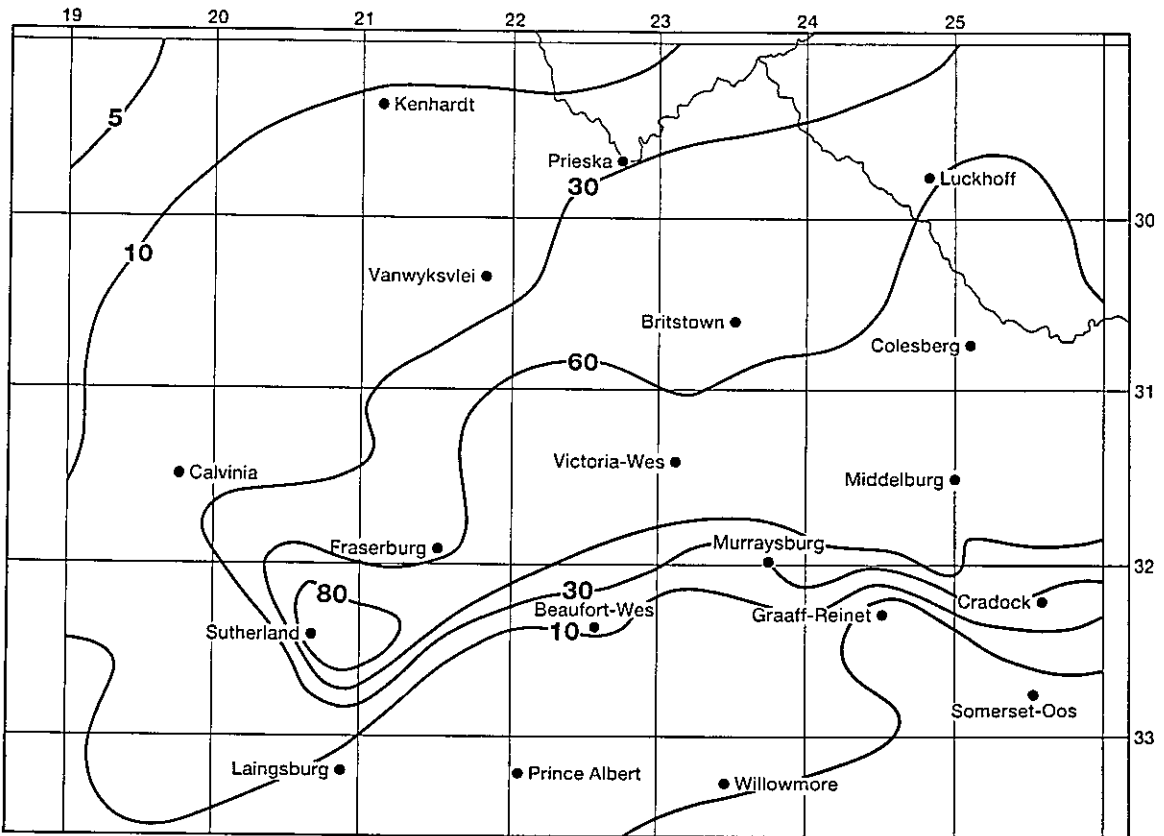 19 20 21 22 23 24 25
5
Kenhardt
Prieska
30
Luckhoff
30
10
Vanwyksvlei
Britstown
Colesberg
60
31
Calvinia
Victoria-Wes
Middelburg
Fraserburg
Murraysburg
32
80
30
Beaufort-Wes
Cradock
Sutherland
10
Graaff-Reinet
Somerset-Oos
33
Laingsburg
Prince Albert
Willowmore